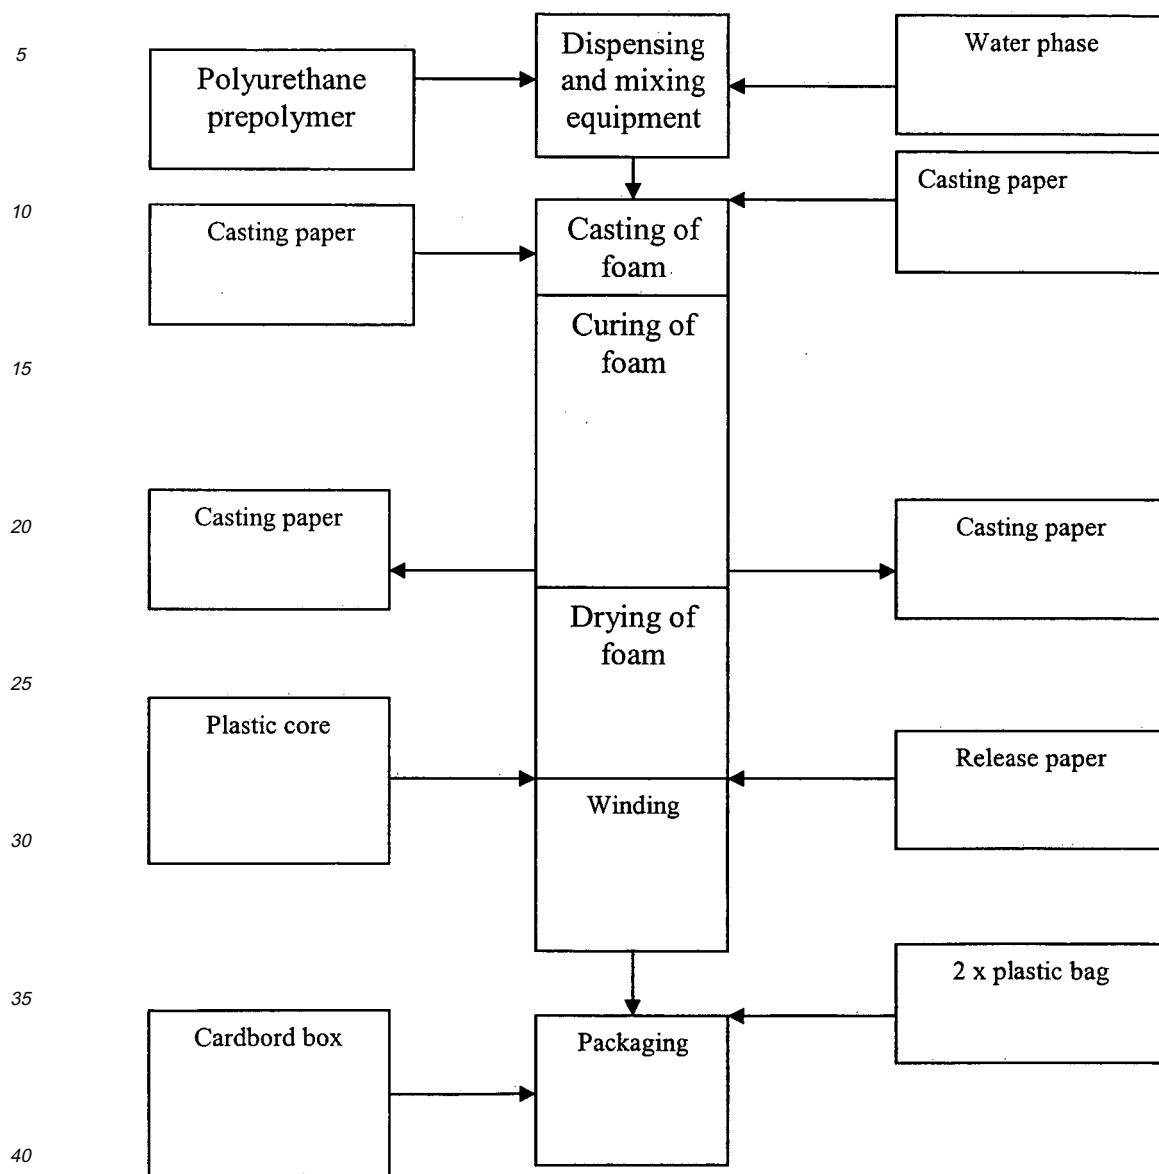 5
Polyurethane
prepolymer
Dispensing
and mixing
equipment
Water phase
10
Casting paper
Casting of
foam
Casting paper
15
Curing of
foam
20
Casting paper
Casting paper
25
Drying of
foam
Plastic core
Release paper
30
Winding
35
2 x plastic bag
Cardbord box
Packaging
40